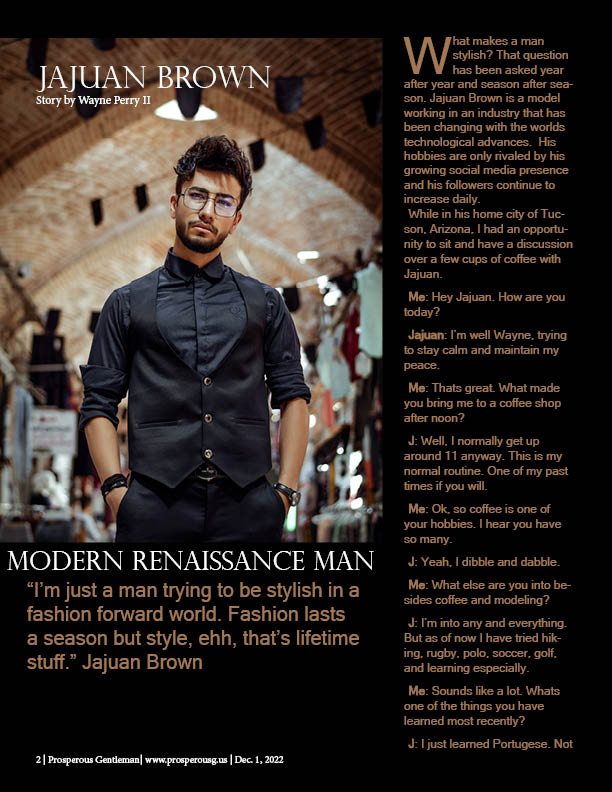 JAJUAN BROWN
Story by Wayne Perry II
MODERN RENAISSANCE MAN
“I’m just a man trying to be stylish in a
fashion forward world. Fashion lasts
a season but style, ehh, that’s lifetime
stuff.” Jajuan Brown
What makes a man
stylish? That question
has been asked year
after year and season after sea-
son. Jajuan Brown is a model
working in an industry that has
been changing with the worlds
technological advances. His
hobbies are only rivaled by his
growing social media presence
and his followers continue to
increase daily.
While in his home city of Tuc-
son, Arizona, I had an opportu-
nity to sit and have a discussion
over a few cups of coffee with
Jajuan.
Me: Hey Jajuan. How are you
today?
Jajuan: I’m well Wayne, trying
to stay calm and maintain my
peace.
Me: Thats great. What made
you bring me to a coffee shop
after noon?
J: Well, I normally get up
around 11 anyway. This is my
normal routine. One of my past
times if you will.
Me: Ok, so coffee is one of
your hobbies. I hear you have
so many.
J: Yeah, I dibble and dabble.
Me: What else are you into be-
sides coffee and modeling?
J: I’m into any and everything.
But as of now I have tried hik-
ing, rugby, polo, soccer, golf,
and learning especially.
Me: Sounds like a lot. Whats
one of the things you have
learned most recently?
J: I just learned Portugese. Not
2 | Prosperous Gentleman| www.prosperousg.us | Dec. 1, 2022